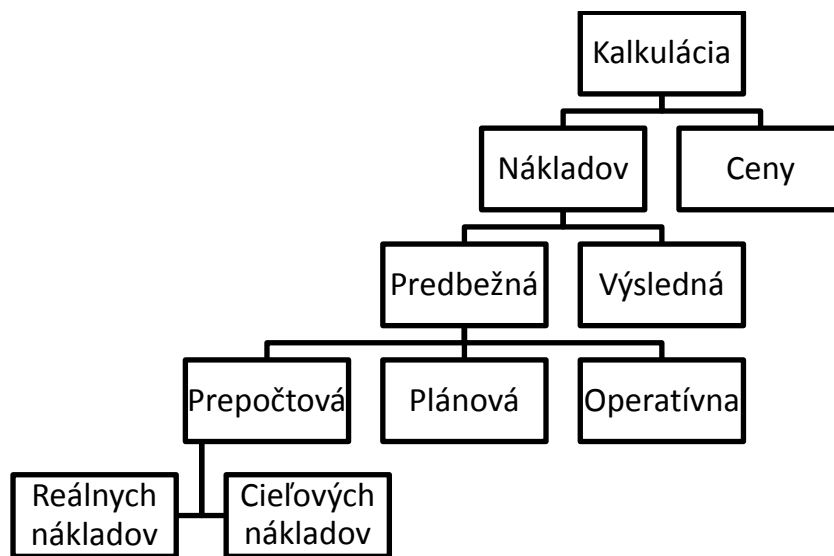 Kalkulácia
Nákladov
Ceny
Predbežná
Výsledná
Prepočtová
Plánová
Operatívna
Reálnych
nákladov
Cieľových
nákladov